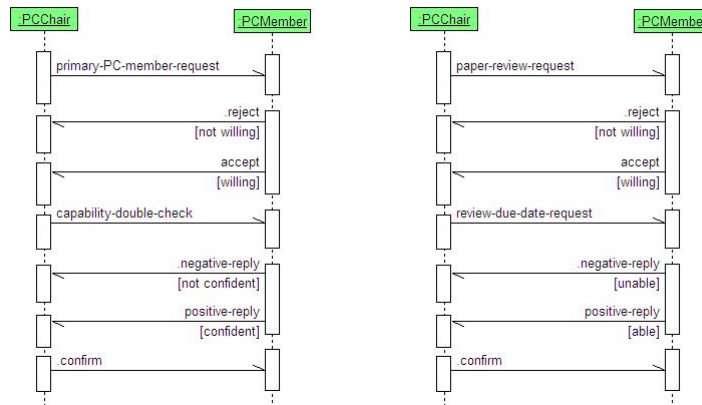 :PCChair
:PCMember
primary-PC-member-request
.reject
[not willing]
accept
[willing]
capability-double-check
.negative-reply
[not confident]
positive-reply
[confident]
.confirm
:PCChair
:PCMembe
paper-review-request
.reject
[not willing]
accept
[willing]
review-due-date-request
.negative-reply
[unable]
positive-reply
[able]
.confirm